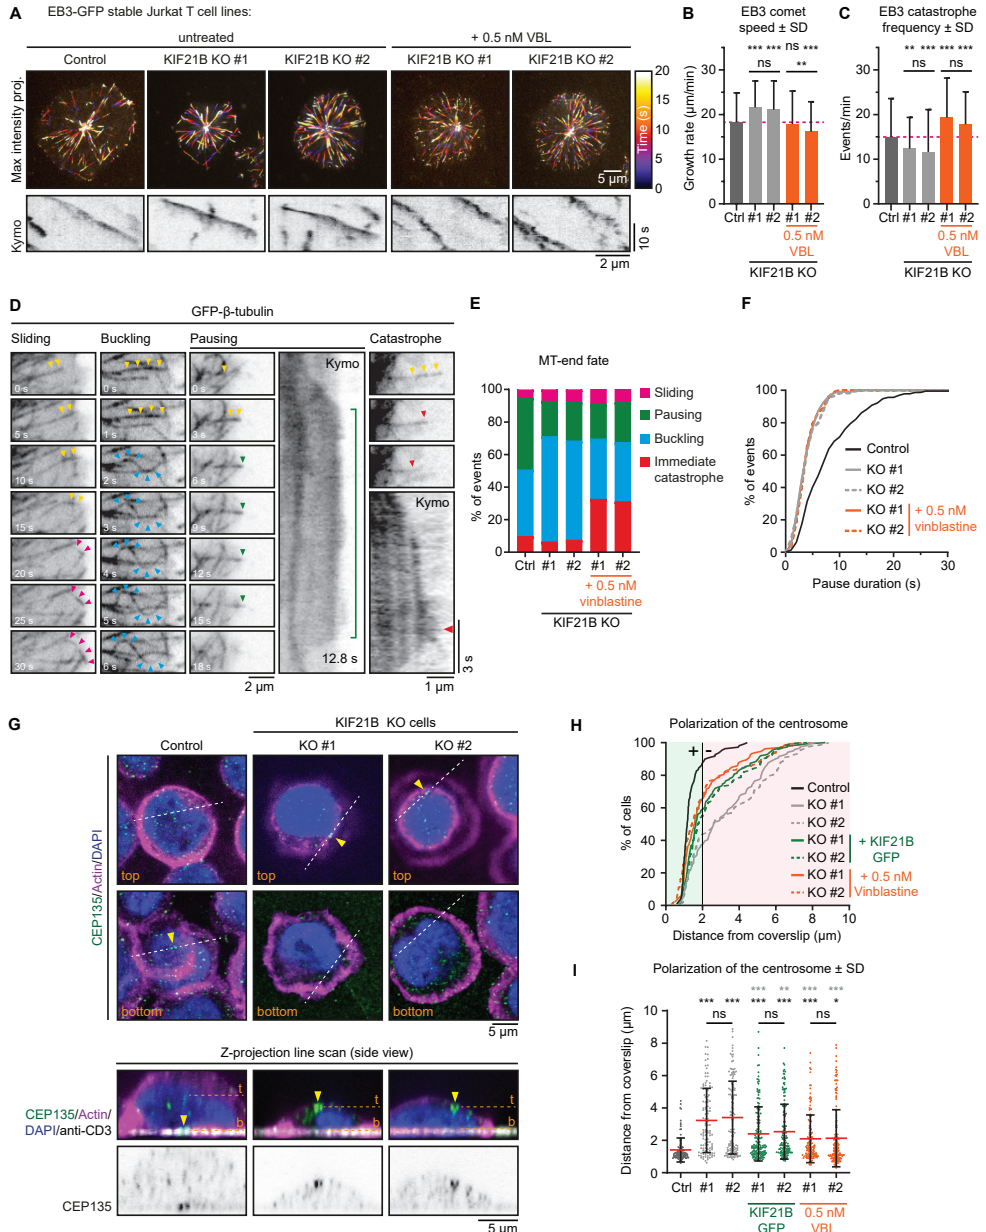 A
EB3-GFP stable Jurkat T cell lines:
untreated
+ 0.5 nM VBL
Control
KIF21B KO #1
KIF21B KO #2
KIF21B KO #1
KIF21B KO #2
Max intensity proj.
5 µm
Time (s)
20
15
10
5
0
Kymo
10 s
2 µm
B
EB3 comet
speed ± SD
*** *** ns ***
ns **
Growth rate (µm/min)
30
20
10
0
Ctrl #1 #2 #1 #2
0.5 nM
VBL
KIF21B KO
C
EB3 catastrophe
frequency ± SD
** *** *** ***
ns ns
Events/min
30
20
10
0
Ctrl #1 #2 #1 #2
0.5 nM
VBL
KIF21B KO
D
GFP-β-tubulin
Sliding
Buckling
Pausing
Catastrophe
0 s
5 s
10 s
15 s
20 s
25 s
30 s
0 s
1 s
2 s
3 s
4 s
5 s
6 s
0 s
3 s
6 s
9 s
12 s
15 s
18 s
Kymo
12.8 s
Kymo
3 s
2 µm
1 µm
E
MT-end fate
% of events
100
80
60
40
20
0
Sliding
Pausing
Buckling
Immediate
catastrophe
Ctrl #1 #2 #1 #2
+ 0.5 nM
vinblastine
KIF21B KO
F
% of events
100
80
60
40
20
0
Control
KO #1
KO #2
KO #1
KO #2
+ 0.5 nM
vinblastine
0 10 20 30
Pause duration (s)
G
KIF21B KO cells
Control
KO #1
KO #2
CEP135/Actin/DAPI
top
top
top
bottom
bottom
bottom
5 µm
Z-projection line scan (side view)
CEP135/Actin/
DAPI/anti-CD3
t
b
t
b
t
b
CEP135
5 µm
H
Polarization of the centrosome
+ -
% of cells
100
80
60
40
20
0
Control
KO #1
KO #2
KO #1
KO #2
+ KIF21B
GFP
KO #1
KO #2
+ 0.5 nM
Vinblastine
0 2 4 6 8 10
Distance from coverslip (µm)
I
Polarization of the centrosome ± SD
*** ** *** ***
*** *** *** *** *** *
ns ns ns
Distance from coverslip (µm)
10
8
6
4
2
0
Ctrl #1 #2 #1 #2 #1 #2
KIF21B
GFP
0.5 nM
VBL